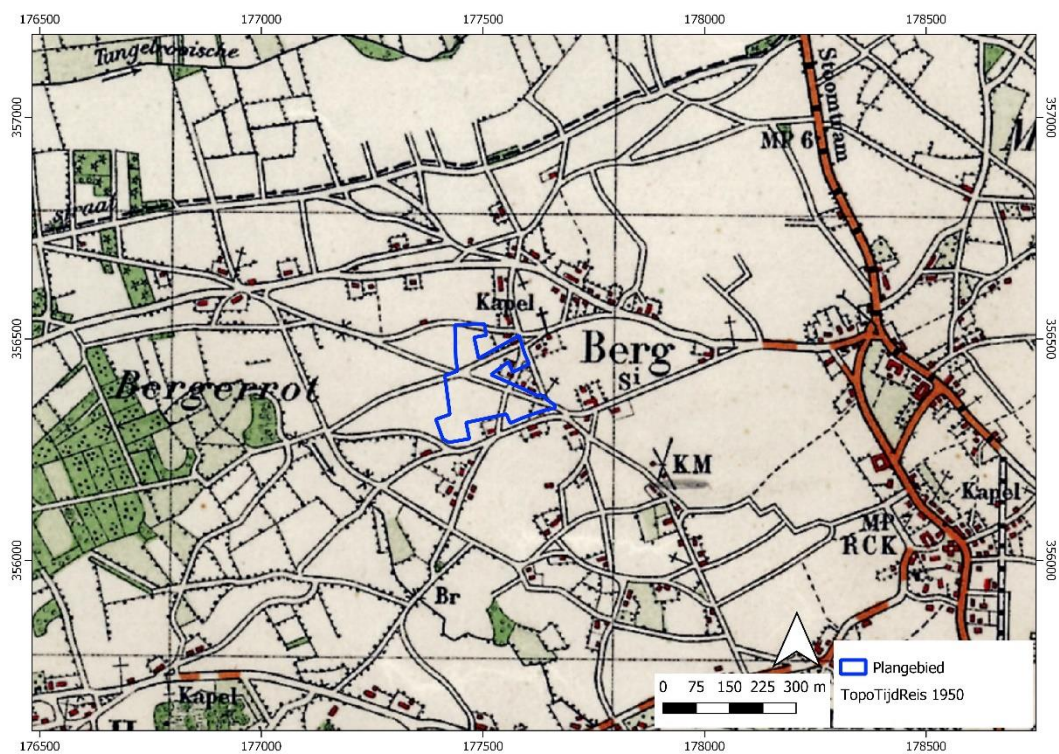 176500 177000 177500 178000 178500
Tungelroyische
Stoomtram
357000 357000
MP 6
M
straat
Kapel
356500 356500
Berg
si
Bergerrot
KM
Kapel
MP 7
RCK
356000 356000
Br
Kapel
H
Plangebied
TopoTijdReis 1950
0 75 150 225 300 m
176500 177000 177500 178000 178500